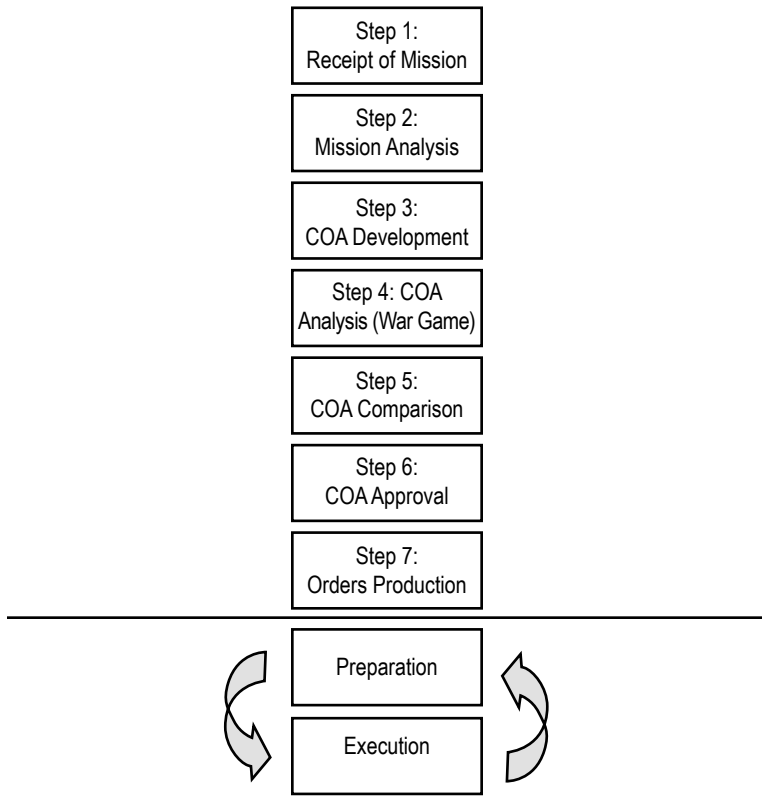 Step 1:
Receipt of Mission
Step 2:
Mission Analysis
Step 3:
COA Development
Step 4: COA
Analysis (War Game)
Step 5:
COA Comparison
Step 6:
COA Approval
Step 7:
Orders Production
Preparation
Execution